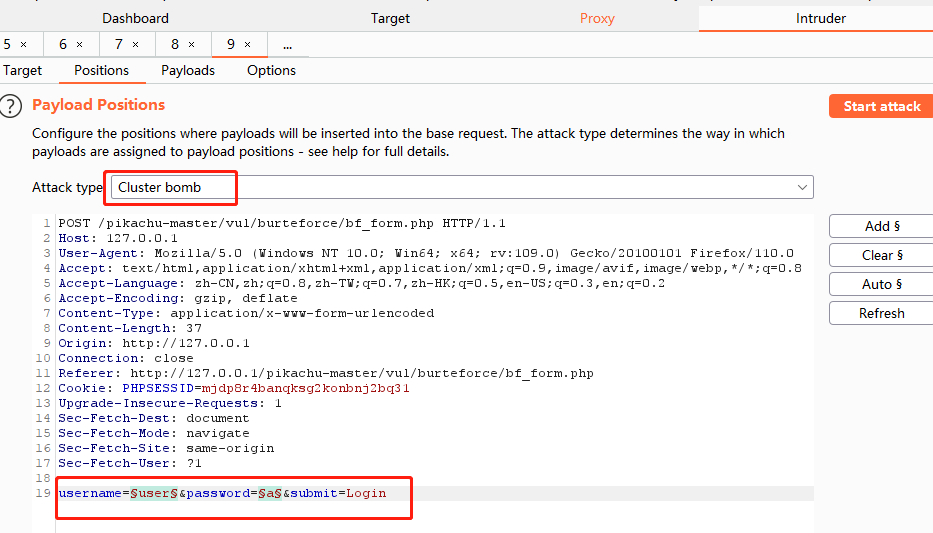 Dashboard Target Proxy Intruder
5 × 6 × 7 × 8 × 9 × ...
Target Positions Payloads Options
? Payload Positions Start attack
Configure the positions where payloads will be inserted into the base request. The attack type determines the way in which
payloads are assigned to payload positions - see help for full details.
Attack type Cluster bomb
1 POST /pikachu-master/vul/burteforce/bf_form.php HTTP/1.1
Add §
2 Host: 127.0.0.1
3 User-Agent: Mozilla/5.0 (Windows NT 10.0; Win64; x64; rv:109.0) Gecko/20100101 Firefox/110.0
4 Accept: text/html,application/xhtml+xml,application/xml;q=0.9,image/avif,image/webp,*/*;q=0.8
Clear §
5 Accept-Language: zh-CN,zh;q=0.8,zh-TW;q=0.7,zh-HK;q=0.5,en-US;q=0.3,en;q=0.2
6 Accept-Encoding: gzip, deflate
Auto §
7 Content-Type: application/x-www-form-urlencoded
8 Content-Length: 37
Refresh
9 Origin: http://127.0.0.1
10 Connection: close
11 Referer: http://127.0.0.1/pikachu-master/vul/burteforce/bf_form.php
12 Cookie: PHPSESSID=mjdp8r4banqksg2konbnj2bq31
13 Upgrade-Insecure-Requests: 1
14 Sec-Fetch-Dest: document
15 Sec-Fetch-Mode: navigate
16 Sec-Fetch-Site: same-origin
17 Sec-Fetch-User: ?1
18
19 username=§user§&password=§a§&submit=Login